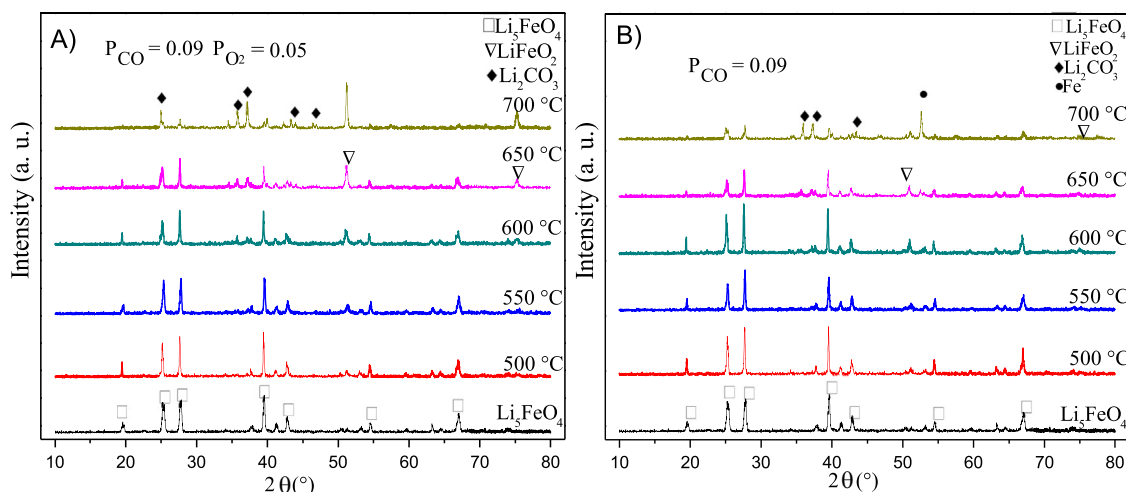 A)
P_CO = 0.09 P_O2 = 0.05
Li5FeO4
LiFeO2
Li2CO3
700 °C
650 °C
600 °C
550 °C
500 °C
Li5FeO4
Intensity (a. u.)
10 20 30 40 50 60 70 80
2θ(°)
B)
P_CO = 0.09
Li5FeO4
LiFeO2
Li2CO3
Fe
700 °C
650 °C
600 °C
550 °C
500 °C
Li5FeO4
Intensity (a. u.)
10 20 30 40 50 60 70 80
2θ(°)